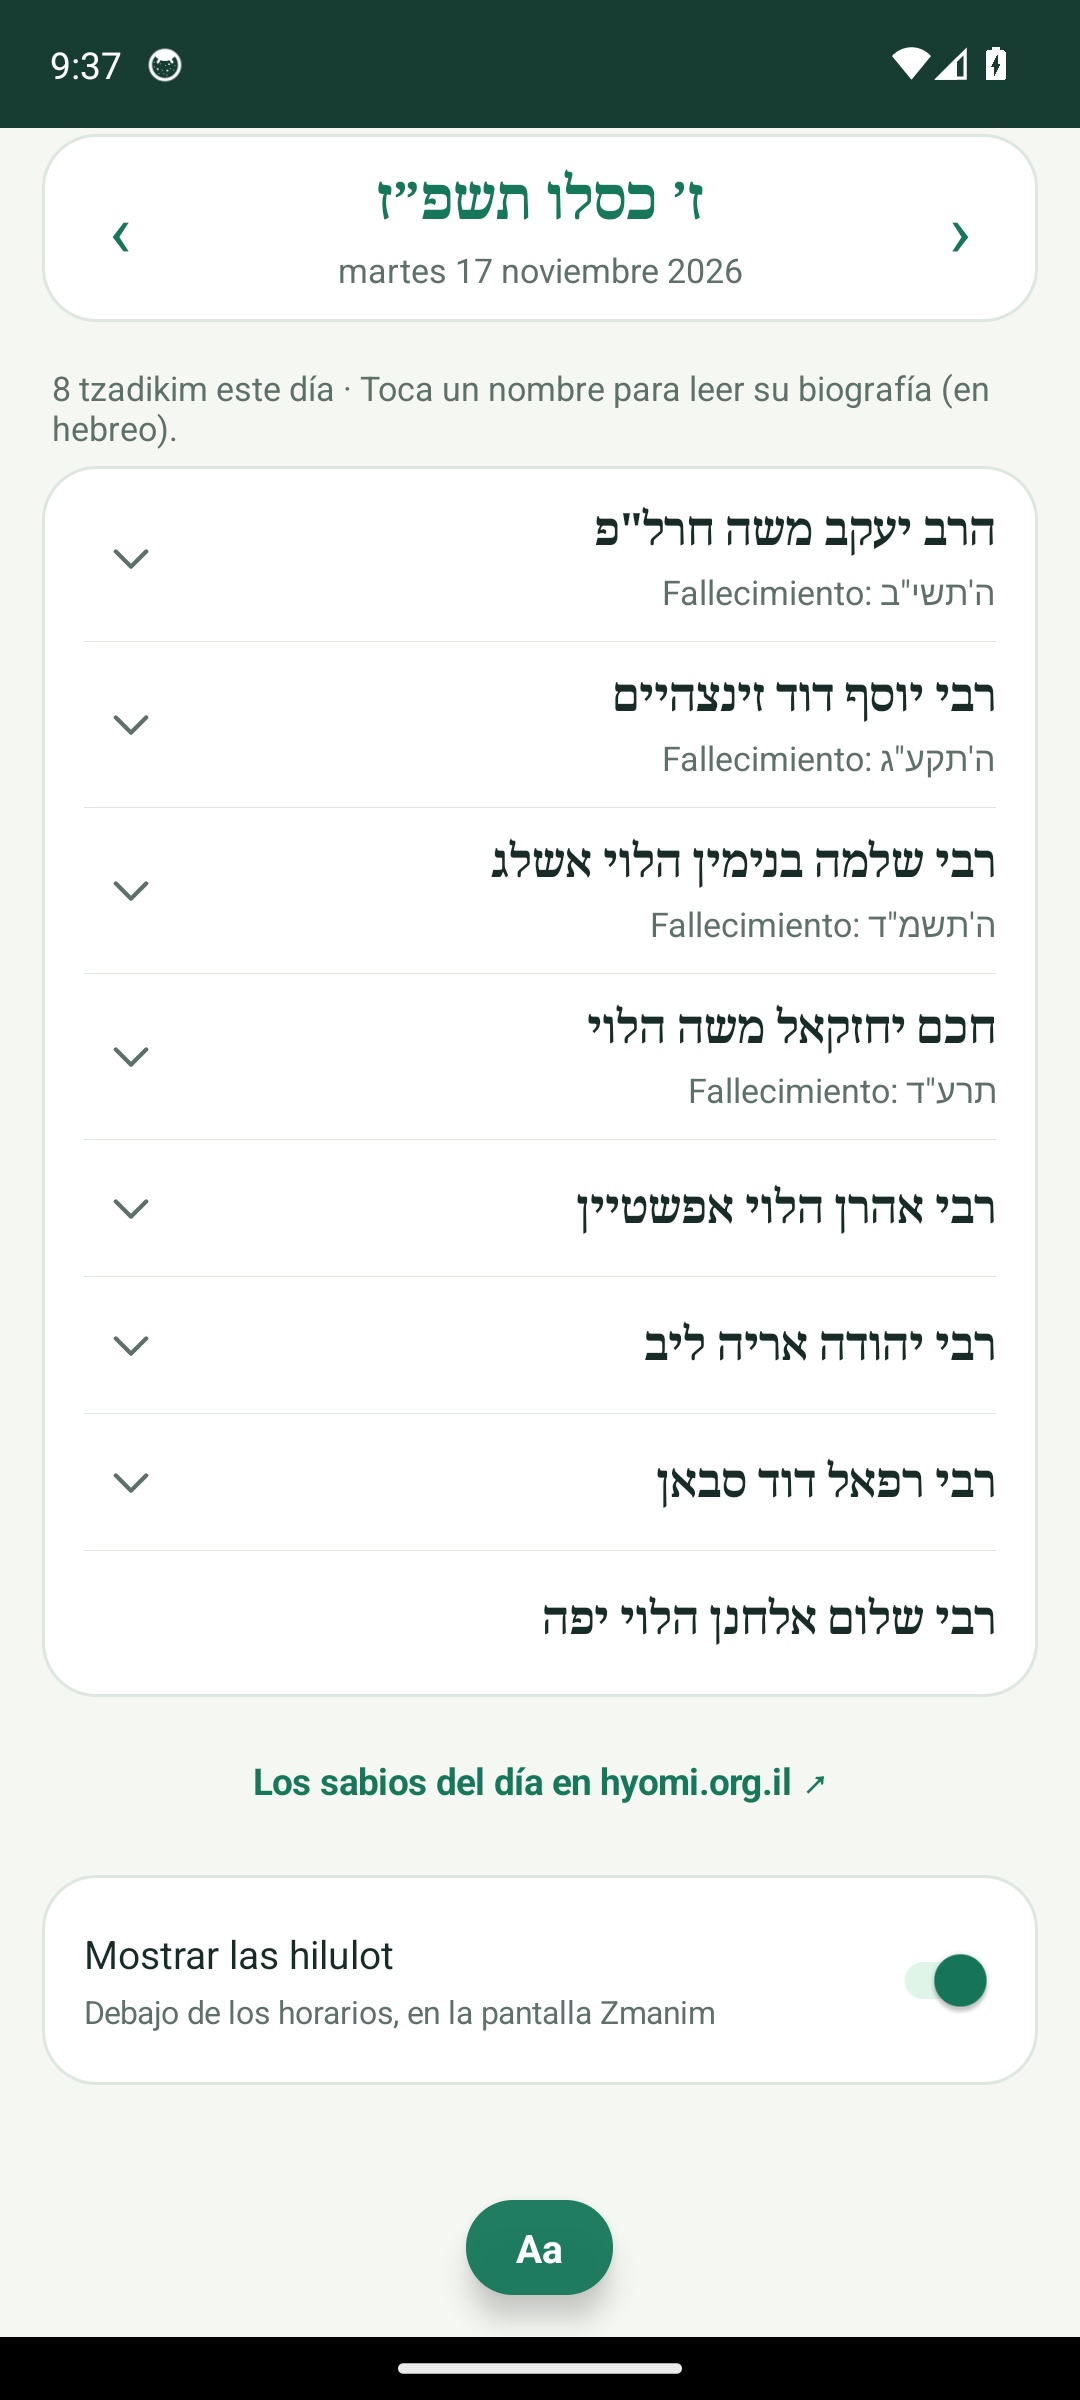 9:37
ז' כסלו תשפ״ז
martes 17 noviembre 2026
8 tzadikim este día · Toca un nombre para leer su biografía (en
hebreo).
הרב יעקב משה חרל"פ
Fallecimiento: ה'תשי"ב
רבי יוסף דוד זינצהיים
Fallecimiento: ה'תקע"ג
רבי שלמה בנימין הלוי אשלג
Fallecimiento: ה'תשמ"ד
חכם יחזקאל משה הלוי
Fallecimiento: תרע"ד
רבי אהרן הלוי אפשטיין
רבי יהודה אריה ליב
רבי רפאל דוד סבאן
רבי שלום אלחנן הלוי יפה
Los sabios del día en hyomi.org.il ↗
Mostrar las hilulot
Debajo de los horarios, en la pantalla Zmanim
Aa